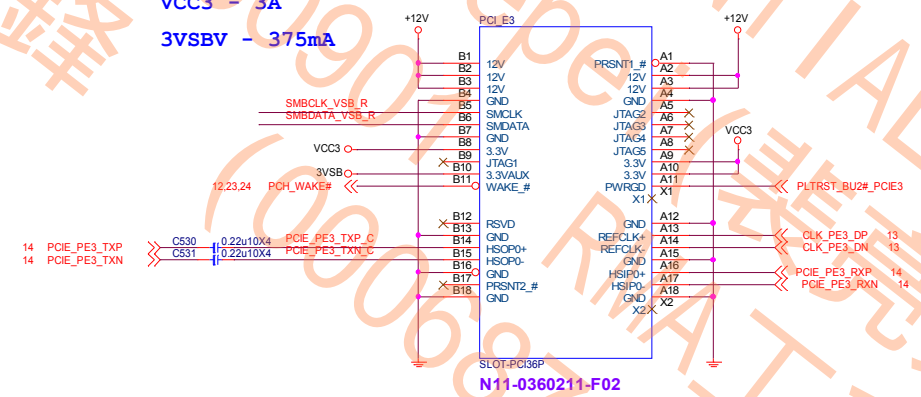 VCC3 - 3A
3VSBV - 375mA
+12V
PCI_E3
+12V
B1 12V PRSNT1_# A1
B2 12V 12V A2
B3 12V 12V A3
B4 GND GND A4
SMBCLK_VSB_R B5 SMCLK JTAG2 A5
SMBDATA_VSB_R B6 SMDATA JTAG3 A6
B7 GND JTAG4 A7
VCC3
VCC3 B8 3.3V JTAG5 A8
B9 JTAG1 3.3V A9
3VSB B10 3.3VAUX 3.3V A10
12,23,24 PCH_WAKE# B11 WAKE_# PWRGD A11 PLTRST_BU2#_PCIE3
X1 X1
B12 RSVD GND A12
B13 GND REFCLK+ A13 CLK_PE3_DP 13
14 PCIE_PE3_TXP C530 0.22u10X4 PCIE_PE3_TXP_C B14 HSOP0+ REFCLK- A14 CLK_PE3_DN 13
14 PCIE_PE3_TXN C531 0.22u10X4 PCIE_PE3_TXN_C B15 HSOP0- GND A15
B16 GND HSIP0+ A16 PCIE_PE3_RXP 14
B17 PRSNT2_# HSIP0- A17 PCIE_PE3_RXN 14
B18 GND GND A18
X2 X2
SLOT-PCI36P
N11-0360211-F02